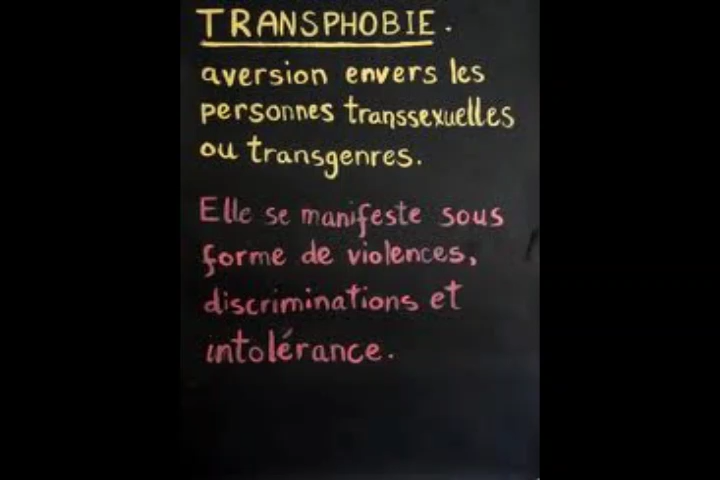 TRANSPHOBIE.
aversion envers les
personnes transsexuelles
ou transgenres.
Elle se manifeste sous
forme de violences,
discriminations et
intolérance.